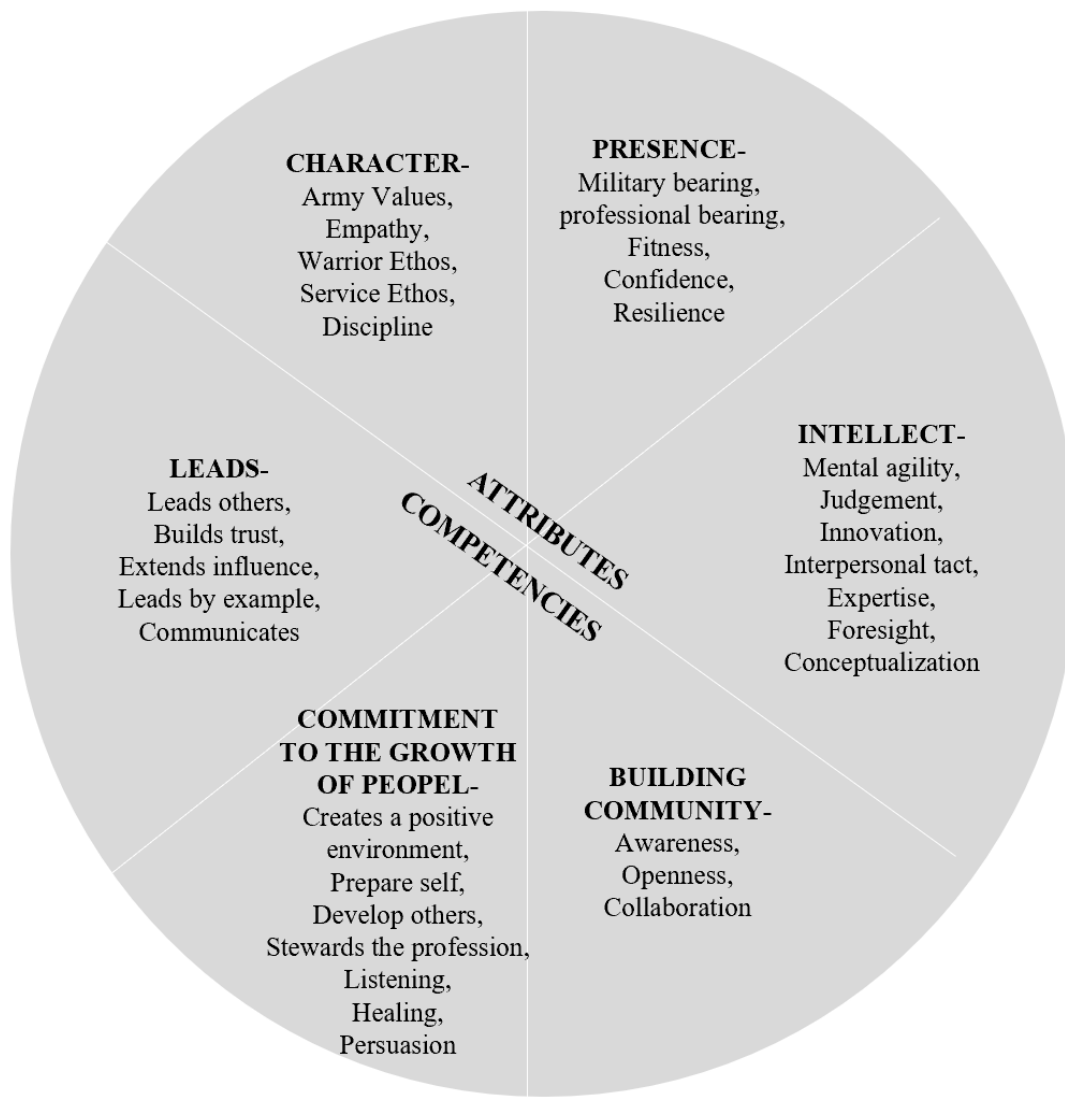 CHARACTER-
Army Values,
Empathy,
Warrior Ethos,
Service Ethos,
Discipline
PRESENCE-
Military bearing,
professional bearing,
Fitness,
Confidence,
Resilience
INTELLECT-
Mental agility,
Judgement,
Innovation,
Interpersonal tact,
Expertise,
Foresight,
Conceptualization
LEADS-
Leads others,
Builds trust,
Extends influence,
Leads by example,
Communicates
ATTRIBUTES
COMPETENCIES
COMMITMENT
TO THE GROWTH
OF PEOPEL-
Creates a positive
environment,
Prepare self,
Develop others,
Stewards the profession,
Listening,
Healing,
Persuasion
BUILDING
COMMUNITY-
Awareness,
Openness,
Collaboration